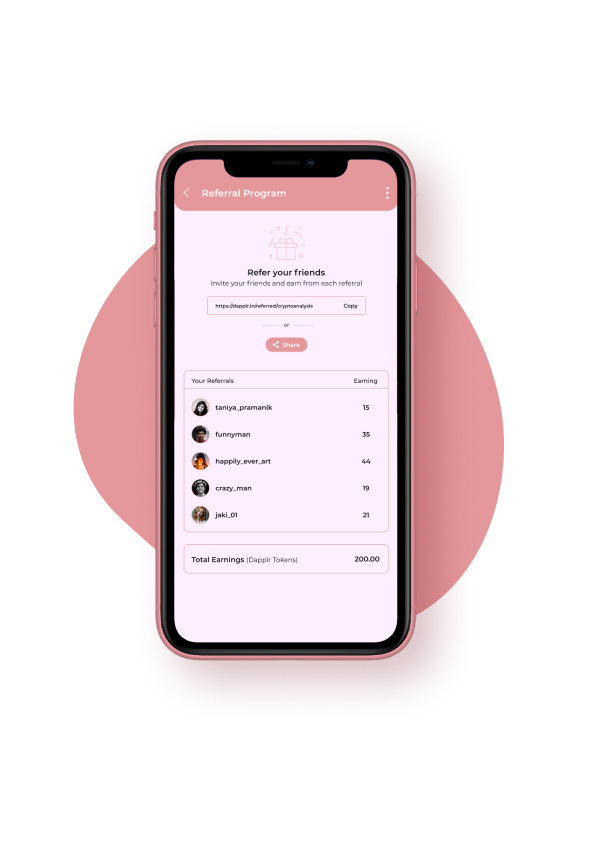 Referral Program
Refer your friends
Invite your friends and earn from each referral
https://dapplr.in/referred/cryptoanalysis Copy
or
Share
Your Referrals Earning
taniya_pramanik 15
funnyman 35
happily_ever_art 44
crazy_man 19
jaki_01 21
Total Earnings (Dapplr Tokens) 200.00